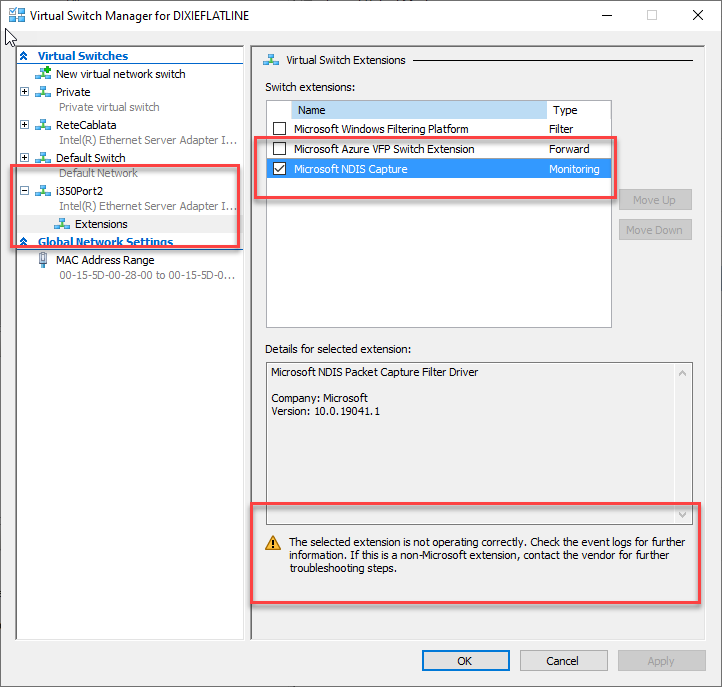 Virtual Switch Manager for DIXIEFLATLINE
Virtual Switches
New virtual network switch
Private
Private virtual switch
ReteCablata
Intel(R) Ethernet Server Adapter I...
Default Switch
Default Network
i350Port2
Intel(R) Ethernet Server Adapter I...
Extensions
Global Network Settings
MAC Address Range
00-15-5D-00-28-00 to 00-15-5D-0...
Virtual Switch Extensions
Switch extensions:
Name Type
Microsoft Windows Filtering Platform Filter
Microsoft Azure VFP Switch Extension Forward
Microsoft NDIS Capture Monitoring
Move Up
Move Down
Details for selected extension:
Microsoft NDIS Packet Capture Filter Driver
Company: Microsoft
Version: 10.0.19041.1
The selected extension is not operating correctly. Check the event logs for further
information. If this is a non-Microsoft extension, contact the vendor for further
troubleshooting steps.
OK Cancel Apply